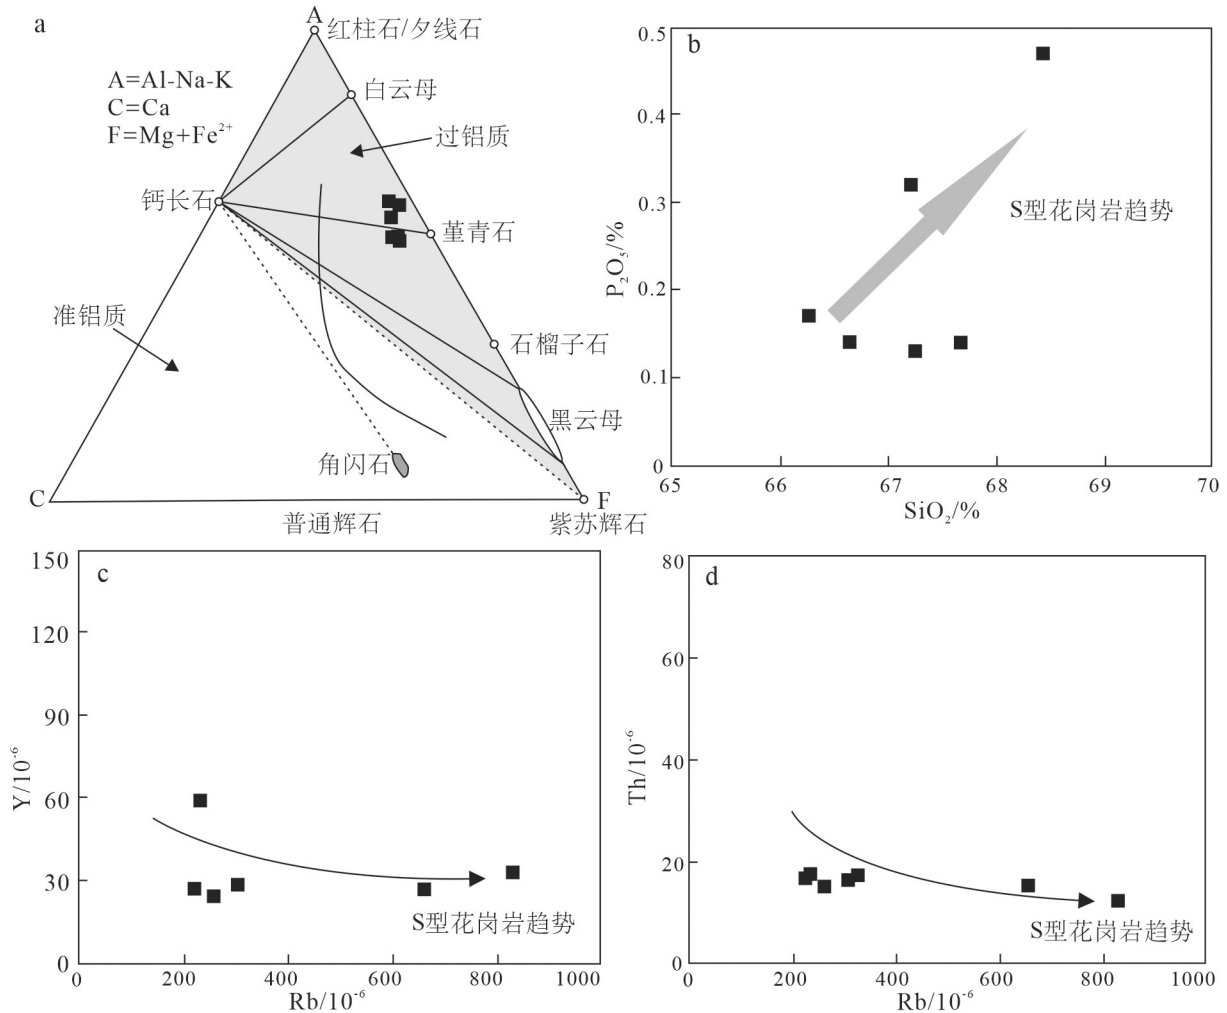 a
A
红柱石/夕线石
A=Al-Na-K
C=Ca
F=Mg+Fe²⁺
白云母
过铝质
钙长石
堇青石
准铝质
石榴子石
黑云母
角闪石
C
F
普通辉石
紫苏辉石
b
0.5
0.4
0.3
0.2
0.1
0
P₂O₅/%
S型花岗岩趋势
65
66
67
68
69
70
SiO₂/%
c
150
120
90
60
30
0
Y/10⁻⁶
S型花岗岩趋势
0
200
400
600
800
1000
Rb/10⁻⁶
d
80
60
40
20
0
Th/10⁻⁶
S型花岗岩趋势
0
200
400
600
800
1000
Rb/10⁻⁶